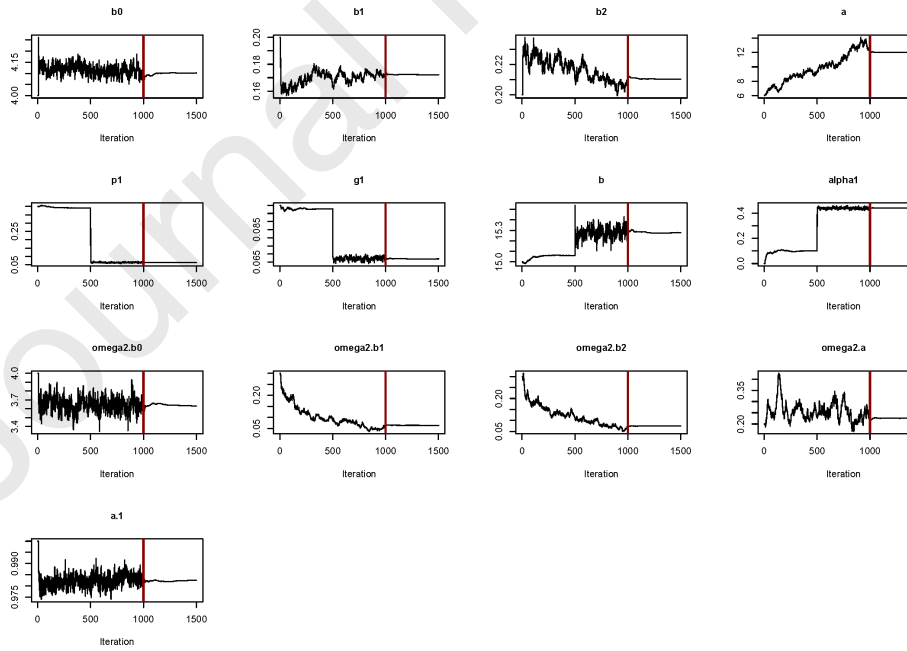 b0
b1
b2
a
4.00 4.15
0.16 0.18 0.20
0.20 0.22
6 8 12
0 500 1000 1500
0 500 1000 1500
0 500 1000 1500
0 500 1000
Iteration
Iteration
Iteration
Iteration
p1
g1
b
alpha1
0.05 0.25
0.065 0.085
15.0 15.3
0.0 0.2 0.4
0 500 1000 1500
0 500 1000 1500
0 500 1000 1500
0 500 1000
Iteration
Iteration
Iteration
Iteration
omega2.b0
omega2.b1
omega2.b2
omega2.a
3.4 3.7 4.0
0.05 0.20
0.05 0.20
0.20 0.35
0 500 1000 1500
0 500 1000 1500
0 500 1000 1500
0 500 1000
Iteration
Iteration
Iteration
Iteration
a.1
0.975 0.990
0 500 1000 1500
Iteration
Journal